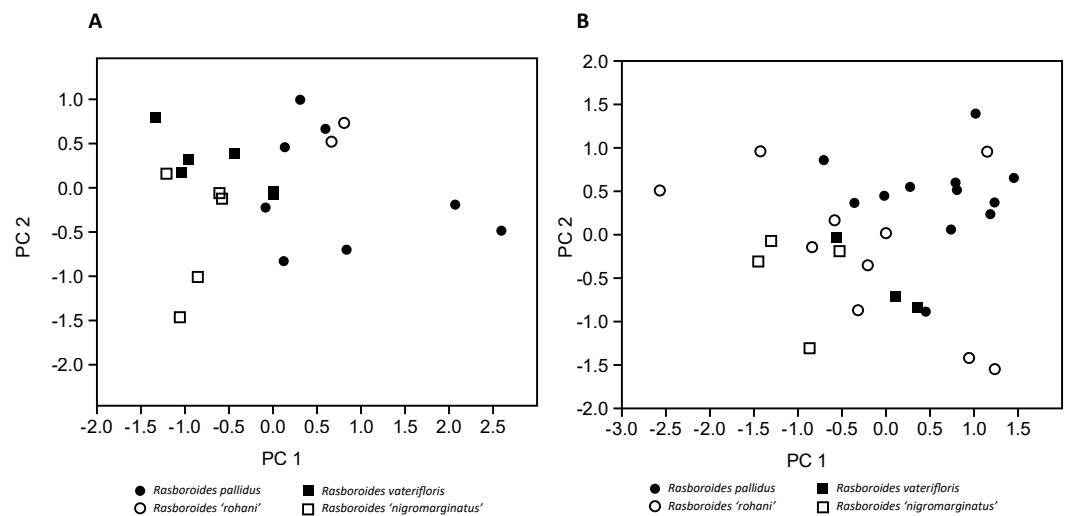 A
B
1.0
0.5
0.0
-0.5
-1.0
-1.5
-2.0
PC 2
-2.0 -1.5 -1.0 -0.5 0.0 0.5 1.0 1.5 2.0 2.5
PC 1
Rasboroides pallidus Rasboroides vaterifloris
Rasboroides ‘rohani’ Rasboroides ‘nigromarginatus’
2.0
1.5
1.0
0.5
0.0
-0.5
-1.0
-1.5
-2.0
PC 2
-3.0 -2.5 -2.0 -1.5 -1.0 -0.5 0.0 0.5 1.0 1.5
PC 1
Rasboroides pallidus Rasboroides vaterifloris
Rasboroides ‘rohani’ Rasboroides ‘nigromarginatus’